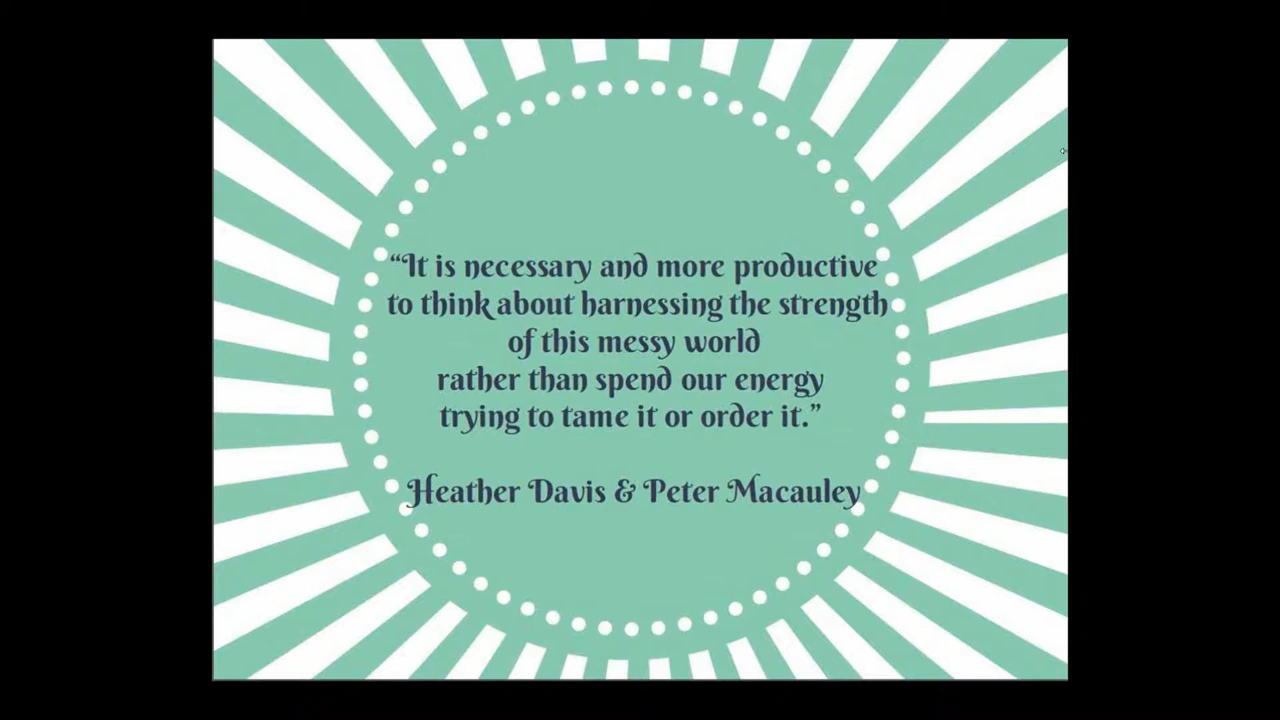 “It is necessary and more productive
to think about harnessing the strength
of this messy world
rather than spend our energy
trying to tame it or order it.”
Heather Davis & Peter Macauley